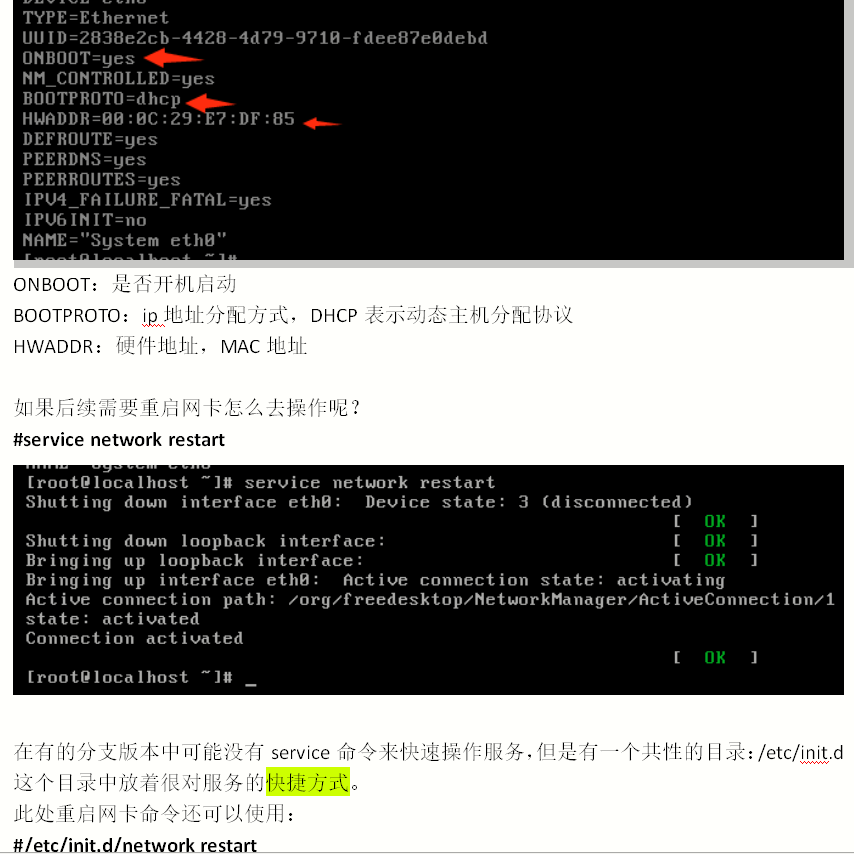 TYPE=Ethernet
UUID=2838e2cb-4428-4d79-9710-fdee87e0debd
ONBOOT=yes
NM_CONTROLLED=yes
BOOTPROTO=dhcp
HWADDR=00:0C:29:E7:DF:85
DEFROUTE=yes
PEERDNS=yes
PEERROUTES=yes
IPV4_FAILURE_FATAL=yes
IPV6INIT=no
NAME="System eth0"
[root@localhost ~]#
ONBOOT：是否开机启动
BOOTPROTO：ip 地址分配方式，DHCP 表示动态主机分配协议
HWADDR：硬件地址，MAC 地址
如果后续需要重启网卡怎么去操作呢？
#service network restart
[root@localhost ~]# service network restart
Shutting down interface eth0:  Device state: 3 (disconnected)
[  OK  ]
Shutting down loopback interface: [  OK  ]
Bringing up loopback interface: [  OK  ]
Bringing up interface eth0:  Active connection state: activating
Active connection path: /org/freedesktop/NetworkManager/ActiveConnection/1
state: activated
Connection activated
[  OK  ]
[root@localhost ~]# _
在有的分支版本中可能没有 service 命令来快速操作服务，但是有一个共性的目录：/etc/init.d
这个目录中放着很对服务的快捷方式。
此处重启网卡命令还可以使用：
#/etc/init.d/network restart